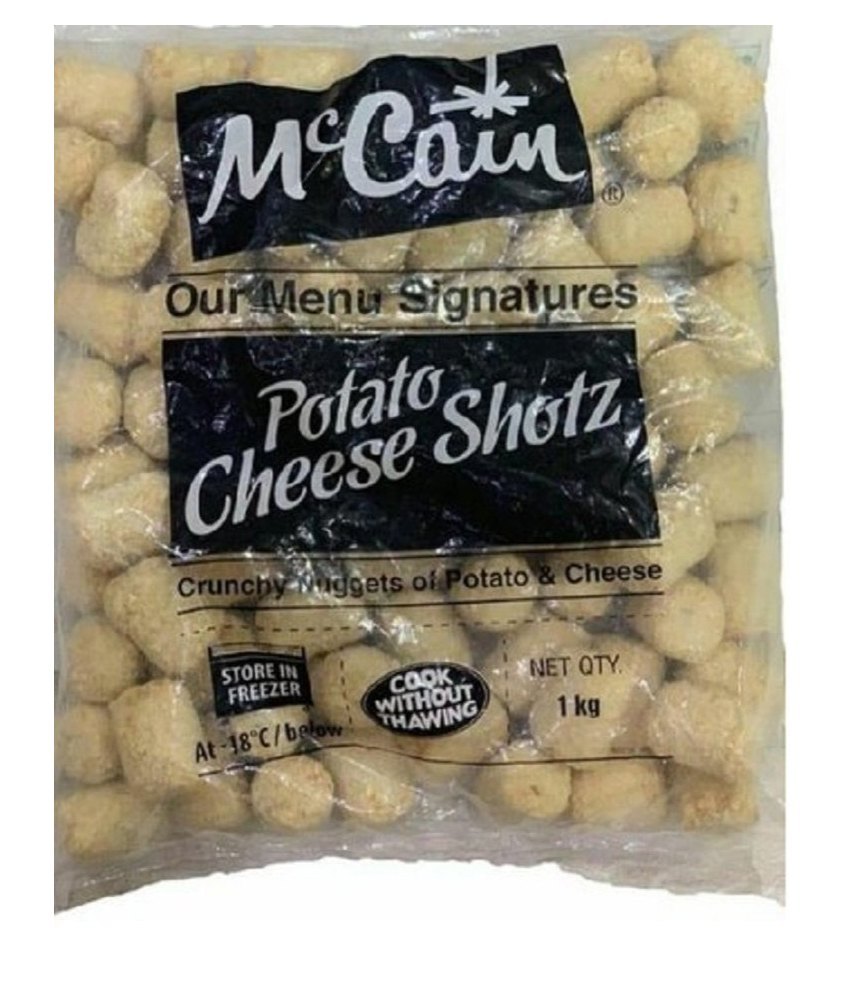 McCain
®
Our Menu Signatures
Potato
Cheese Shotz
Crunchy Nuggets of Potato & Cheese
STORE IN
FREEZER
At -18°C / below
COOK
WITHOUT
THAWING
NET QTY.
1 kg